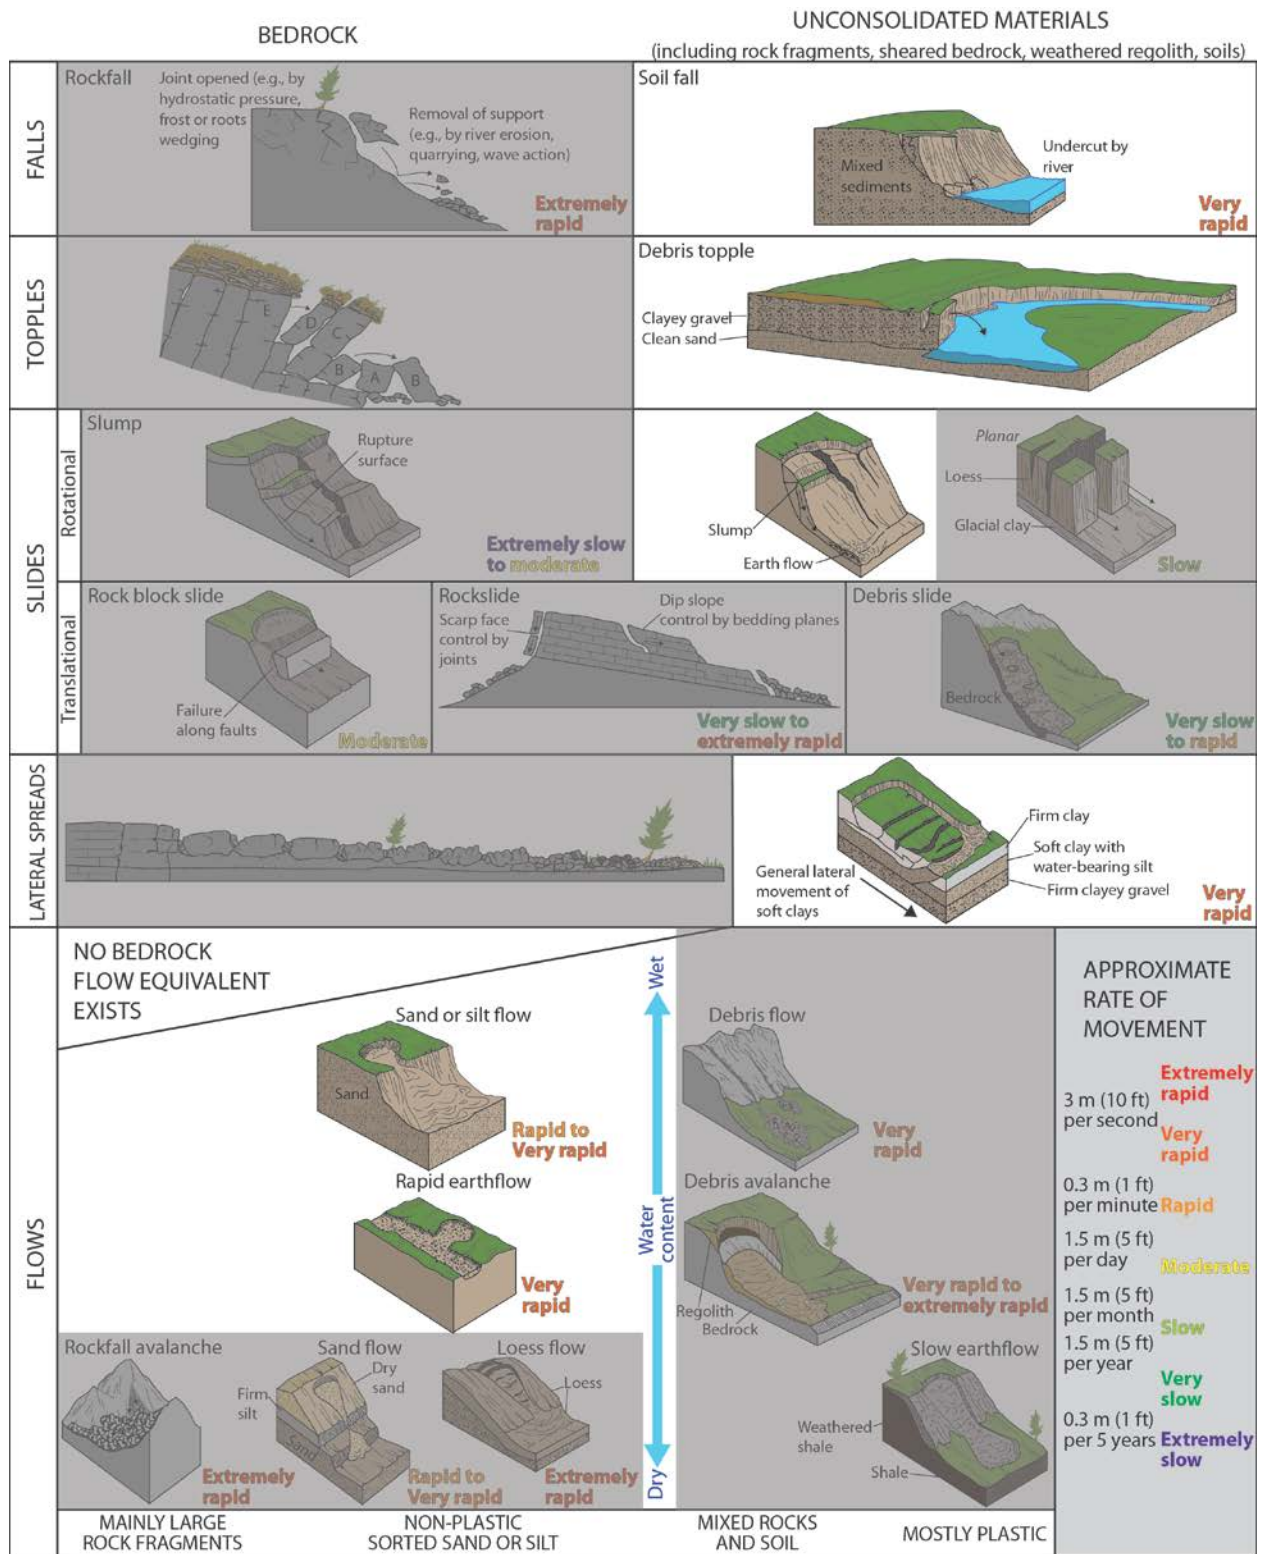 BEDROCK
UNCONSOLIDATED MATERIALS
(including rock fragments, sheared bedrock, weathered regolith, soils)
FALLS
Rockfall
Joint opened (e.g., by
hydrostatic pressure,
frost or roots
wedging
Removal of support
(e.g., by river erosion,
quarrying, wave action)
Extremely
rapid
Soil fall
Mixed
sediments
Undercut by
river
Very
rapid
TOPPLES
E
D
C
B
A
B
Debris topple
Clayey gravel
Clean sand
SLIDES
Rotational
Slump
Rupture
surface
Extremely slow
to moderate
Slump
Earth flow
Planar
Loess
Glacial clay
Slow
Translational
Rock block slide
Failure
along faults
Moderate
Rockslide
Scarp face
control by
joints
Dip slope
control by bedding planes
Very slow to
extremely rapid
Debris slide
Bedrock
Very slow
to rapid
LATERAL SPREADS
General lateral
movement of
soft clays
Firm clay
Soft clay with
water-bearing silt
Firm clayey gravel
Very
rapid
FLOWS
NO BEDROCK
FLOW EQUIVALENT
EXISTS
Sand or silt flow
Sand
Rapid to
Very rapid
Rapid earthflow
Very
rapid
Rockfall avalanche
Extremely
rapid
Sand flow
Dry
sand
Firm
silt
Sand
Rapid to
Very rapid
Loess flow
Loess
Extremely
rapid
Wet
Water
content
Dry
Debris flow
Very
rapid
Debris avalanche
Regolith
Bedrock
Very rapid to
extremely rapid
Slow earthflow
Weathered
shale
Shale
MAINLY LARGE
ROCK FRAGMENTS
NON-PLASTIC
SORTED SAND OR SILT
MIXED ROCKS
AND SOIL
MOSTLY PLASTIC
APPROXIMATE
RATE OF
MOVEMENT
Extremely
rapid
3 m (10 ft)
per second
Very
rapid
0.3 m (1 ft)
per minute
Rapid
1.5 m (5 ft)
per day
Moderate
1.5 m (5 ft)
per month
Slow
1.5 m (5 ft)
per year
Very
slow
0.3 m (1 ft)
per 5 years
Extremely
slow